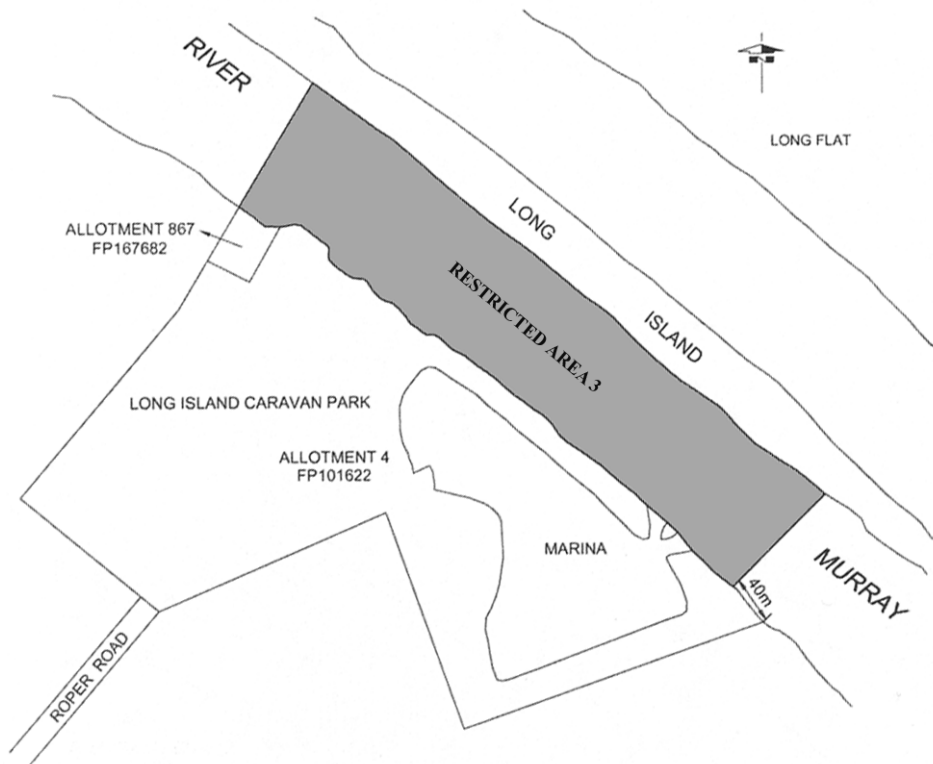 RIVER
N
LONG FLAT
LONG
ALLOTMENT 867
FP167682
RESTRICTED AREA 3
ISLAND
LONG ISLAND CARAVAN PARK
ALLOTMENT 4
FP101622
MARINA
MURRAY
40m
ROPER ROAD